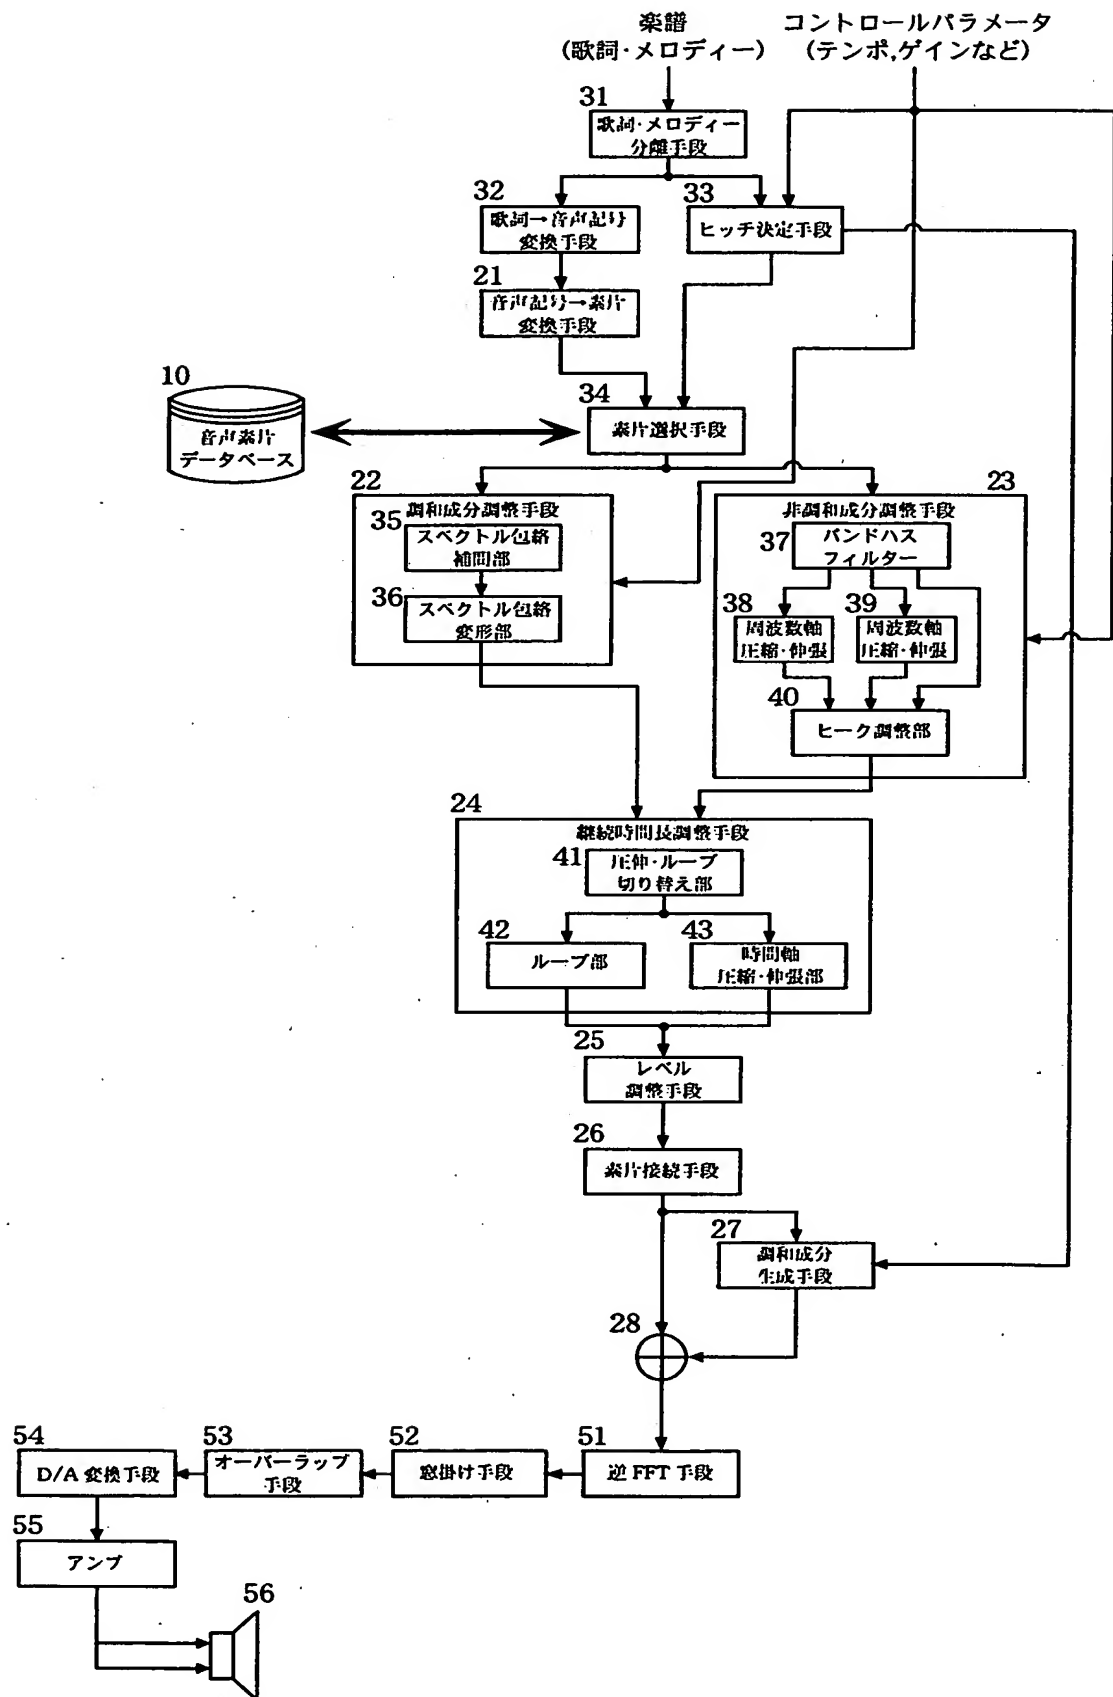 楽譜
(歌詞・メロディー)
コントロールパラメータ
(テンポ,ゲインなど)
31
歌詞・メロディー
分離手段
32
歌詞→音声記号
変換手段
33
ピッチ決定手段
21
音声記号→素片
変換手段
10
音声素片
データベース
34
素片選択手段
22
調和成分調整手段
35
スペクトル包絡
補間部
36
スペクトル包絡
変形部
23
非調和成分調整手段
37
バンドパス
フィルター
38
周波数軸
圧縮・伸張
39
周波数軸
圧縮・伸張
40
ピーク調整部
24
継続時間長調整手段
41
圧伸・ループ
切り替え部
42
ループ部
43
時間軸
圧縮・伸張部
25
レベル
調整手段
26
素片接続手段
27
調和成分
生成手段
28
54
D/A 変換手段
53
オーバーラップ
手段
52
窓掛け手段
51
逆 FFT 手段
55
アンプ
56